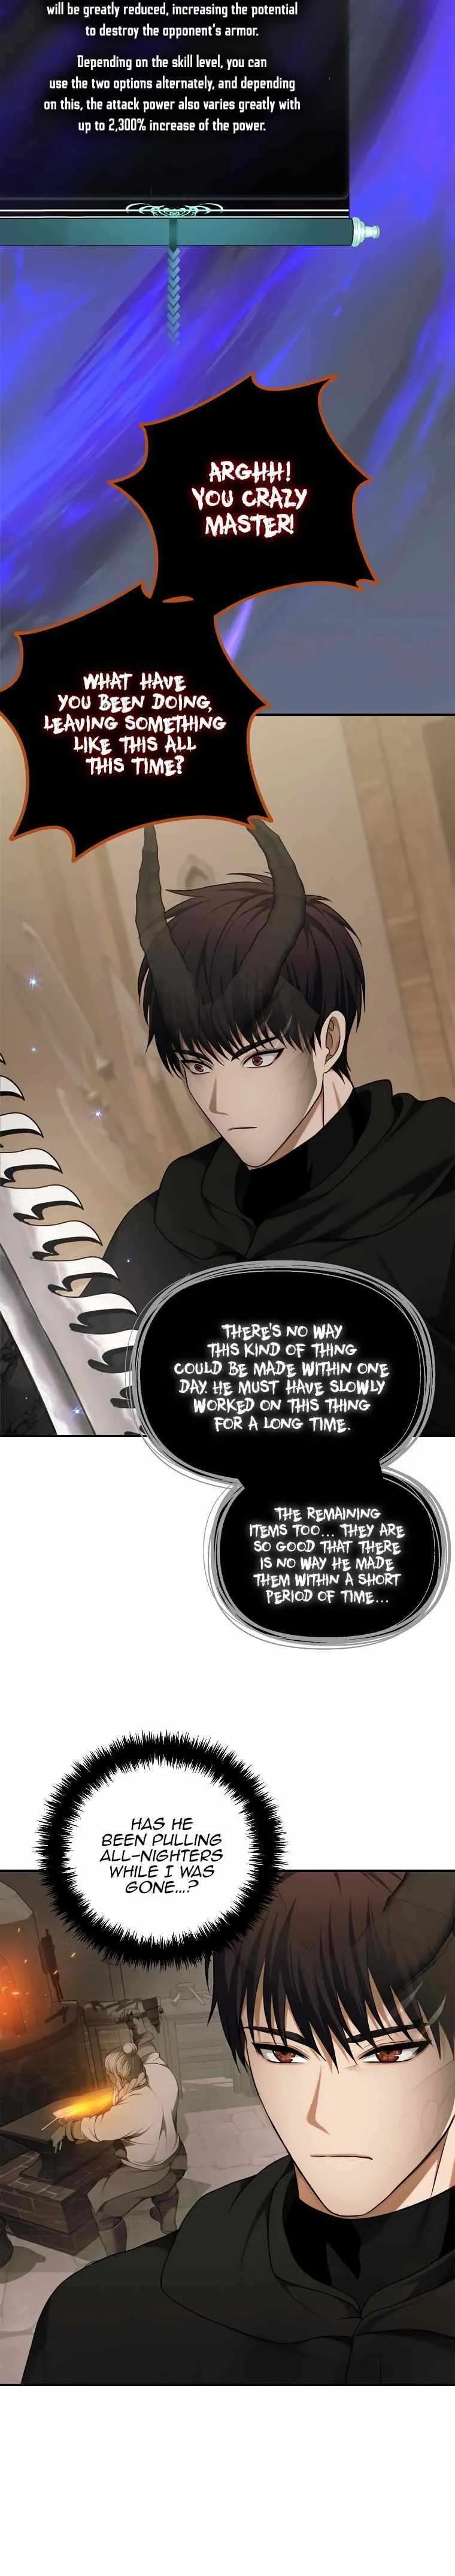 will be greatly reduced, increasing the potential
to destroy the opponent's armor.
Depending on the skill level, you can
use the two options alternately, and depending
on this, the attack power also varies greatly with
up to 2,300% increase of the power.
ARGHH!
YOU CRAZY
MASTER!
WHAT HAVE
YOU BEEN DOING,
LEAVING SOMETHING
LIKE THIS ALL
THIS TIME?
THERE'S NO WAY
THIS KIND OF THING
COULD BE MADE WITHIN ONE
DAY. HE MUST HAVE SLOWLY
WORKED ON THIS THING
FOR A LONG TIME.
THE REMAINING
ITEMS TOO... THEY ARE
SO GOOD THAT THERE
IS NO WAY HE MADE
THEM WITHIN A SHORT
PERIOD OF TIME...
HAS HE
BEEN PULLING
ALL-NIGHTERS
WHILE I WAS
GONE...?